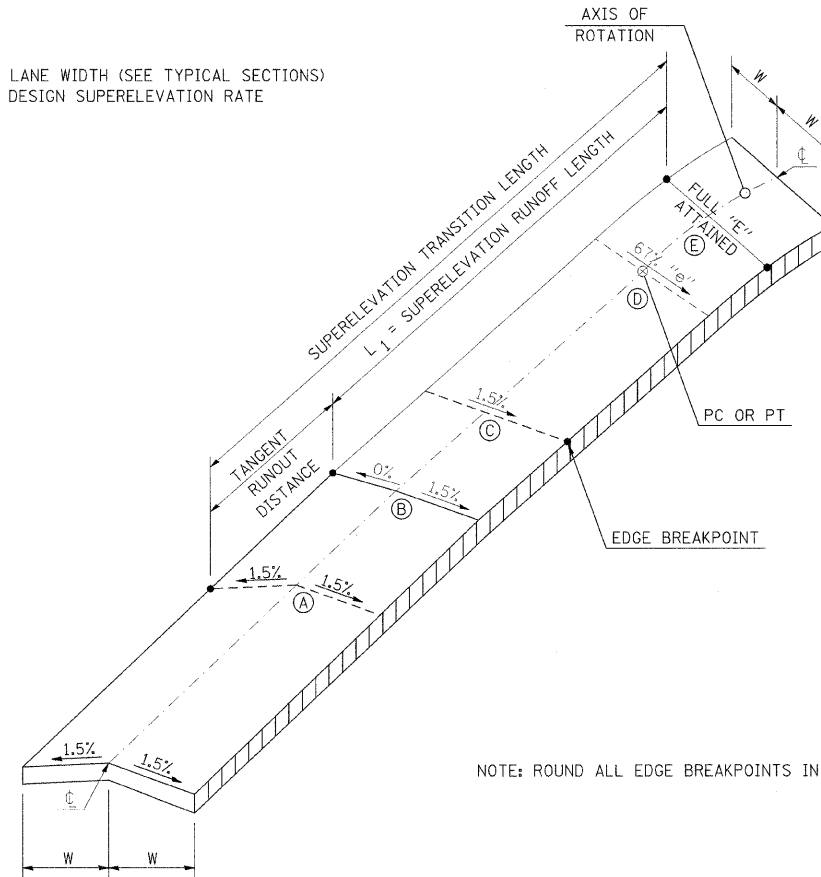 AXIS OF
ROTATION
LANE WIDTH (SEE TYPICAL SECTIONS)
DESIGN SUPERELEVATION RATE
W
W
℄
SUPERELEVATION TRANSITION LENGTH
L1 = SUPERELEVATION RUNOFF LENGTH
FULL "E"
ATTAINED
E
67% "e"
D
PC OR PT
TANGENT
RUNOUT
DISTANCE
1.5%
C
0%
1.5%
B
EDGE BREAKPOINT
1.5%
1.5%
A
1.5%
1.5%
℄
NOTE: ROUND ALL EDGE BREAKPOINTS IN
W
W